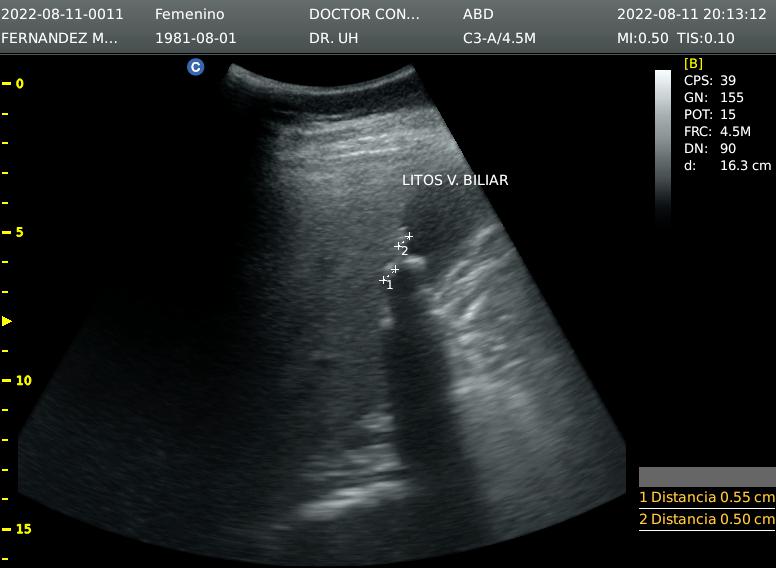 2022-08-11-0011 Femenino DOCTOR CON... ABD 2022-08-11 20:13:12
FERNANDEZ M... 1981-08-01 DR. UH C3-A/4.5M MI:0.50 TIS:0.10
C
[B]
CPS: 39
GN: 155
POT: 15
FRC: 4.5M
DN: 90
d: 16.3 cm
0
LITOS V. BILIAR
5
2
1
10
15
1 Distancia 0.55 cm
2 Distancia 0.50 cm